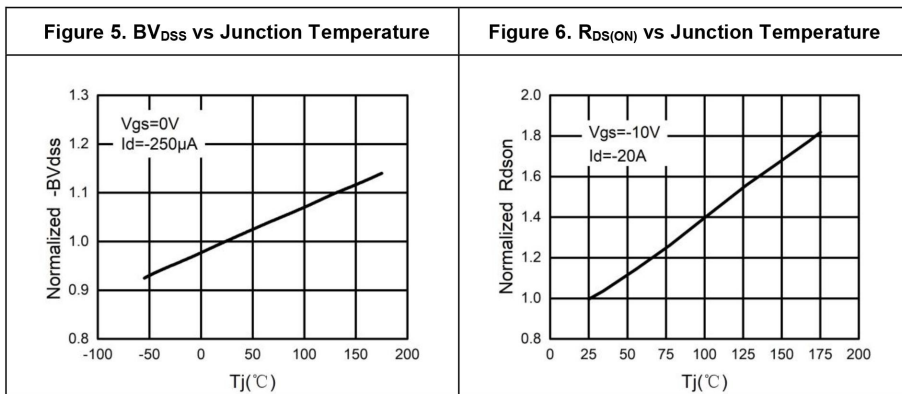 Figure 5. BVDSS vs Junction Temperature
Normalized -BVdss
1.3
1.2
1.1
1.0
0.9
0.8
Vgs=0V
Id=-250μA
-100 -50 0 50 100 150 200
Tj(℃)
Figure 6. RDS(ON) vs Junction Temperature
Normalized Rdson
2.0
1.8
1.6
1.4
1.2
1.0
0.8
Vgs=-10V
Id=-20A
0 25 50 75 100 125 150 175 200
Tj(℃)